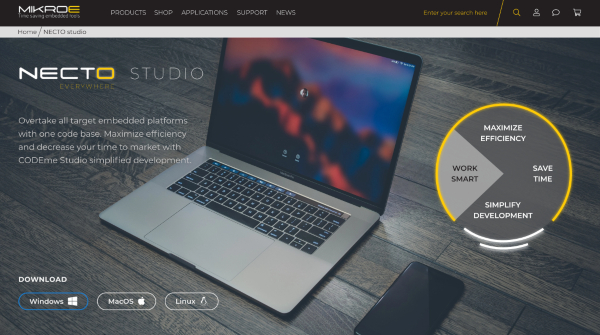 MIKROE
Time saving embedded tools
PRODUCTS SHOP APPLICATIONS SUPPORT NEWS
Enter your search here
Home / NECTO studio
NECTO STUDIO
EVERYWHERE
Overtake all target embedded platforms
with one code base. Maximize efficiency
and decrease your time to market with
CODEme Studio simplified development.
MAXIMIZE
EFFICIENCY
WORK
SMART
SAVE
TIME
SIMPLIFY
DEVELOPMENT
DOWNLOAD
Windows
MacOS
Linux